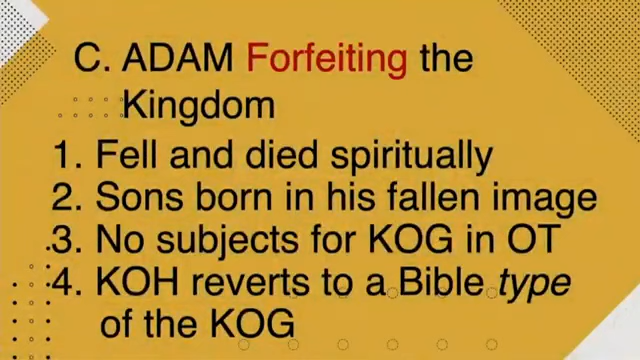 C. ADAM Forfeiting the
Kingdom
1. Fell and died spiritually
2. Sons born in his fallen image
3. No subjects for KOG in OT
4. KOH reverts to a Bible type
of the KOG